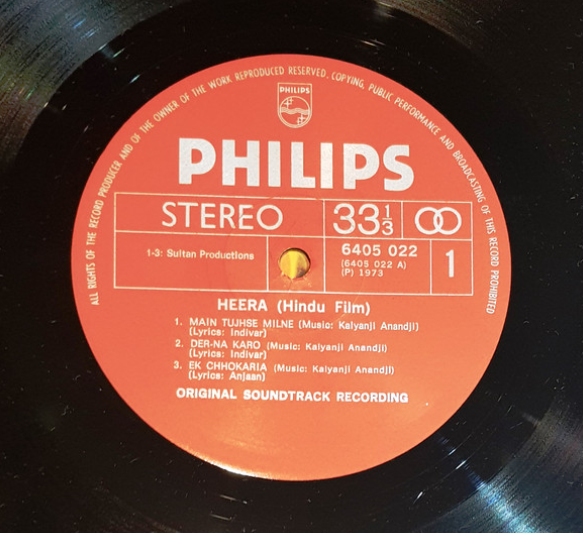 ALL RIGHTS OF THE RECORD PRODUCER AND OF THE OWNER OF THE WORK REPRODUCED RESERVED. COPYING, PUBLIC PERFORMANCE AND BROADCASTING OF THIS RECORD PROHIBITED
PHILIPS
PHILIPS
STEREO 33 1/3
1-3: Sultan Productions
6405 022
(6405 022 A)
(P) 1973
1
HEERA (Hindu Film)
1. MAIN TUJHSE MILNE (Music: Kalyanji Anandji)
(Lyrics: Indivar)
2. DER-NA KARO (Music: Kalyanji Anandji)
(Lyrics: Indivar)
3. EK CHHOKARIA (Music: Kalyanji Anandji)
(Lyrics: Anjaan)
ORIGINAL SOUNDTRACK RECORDING